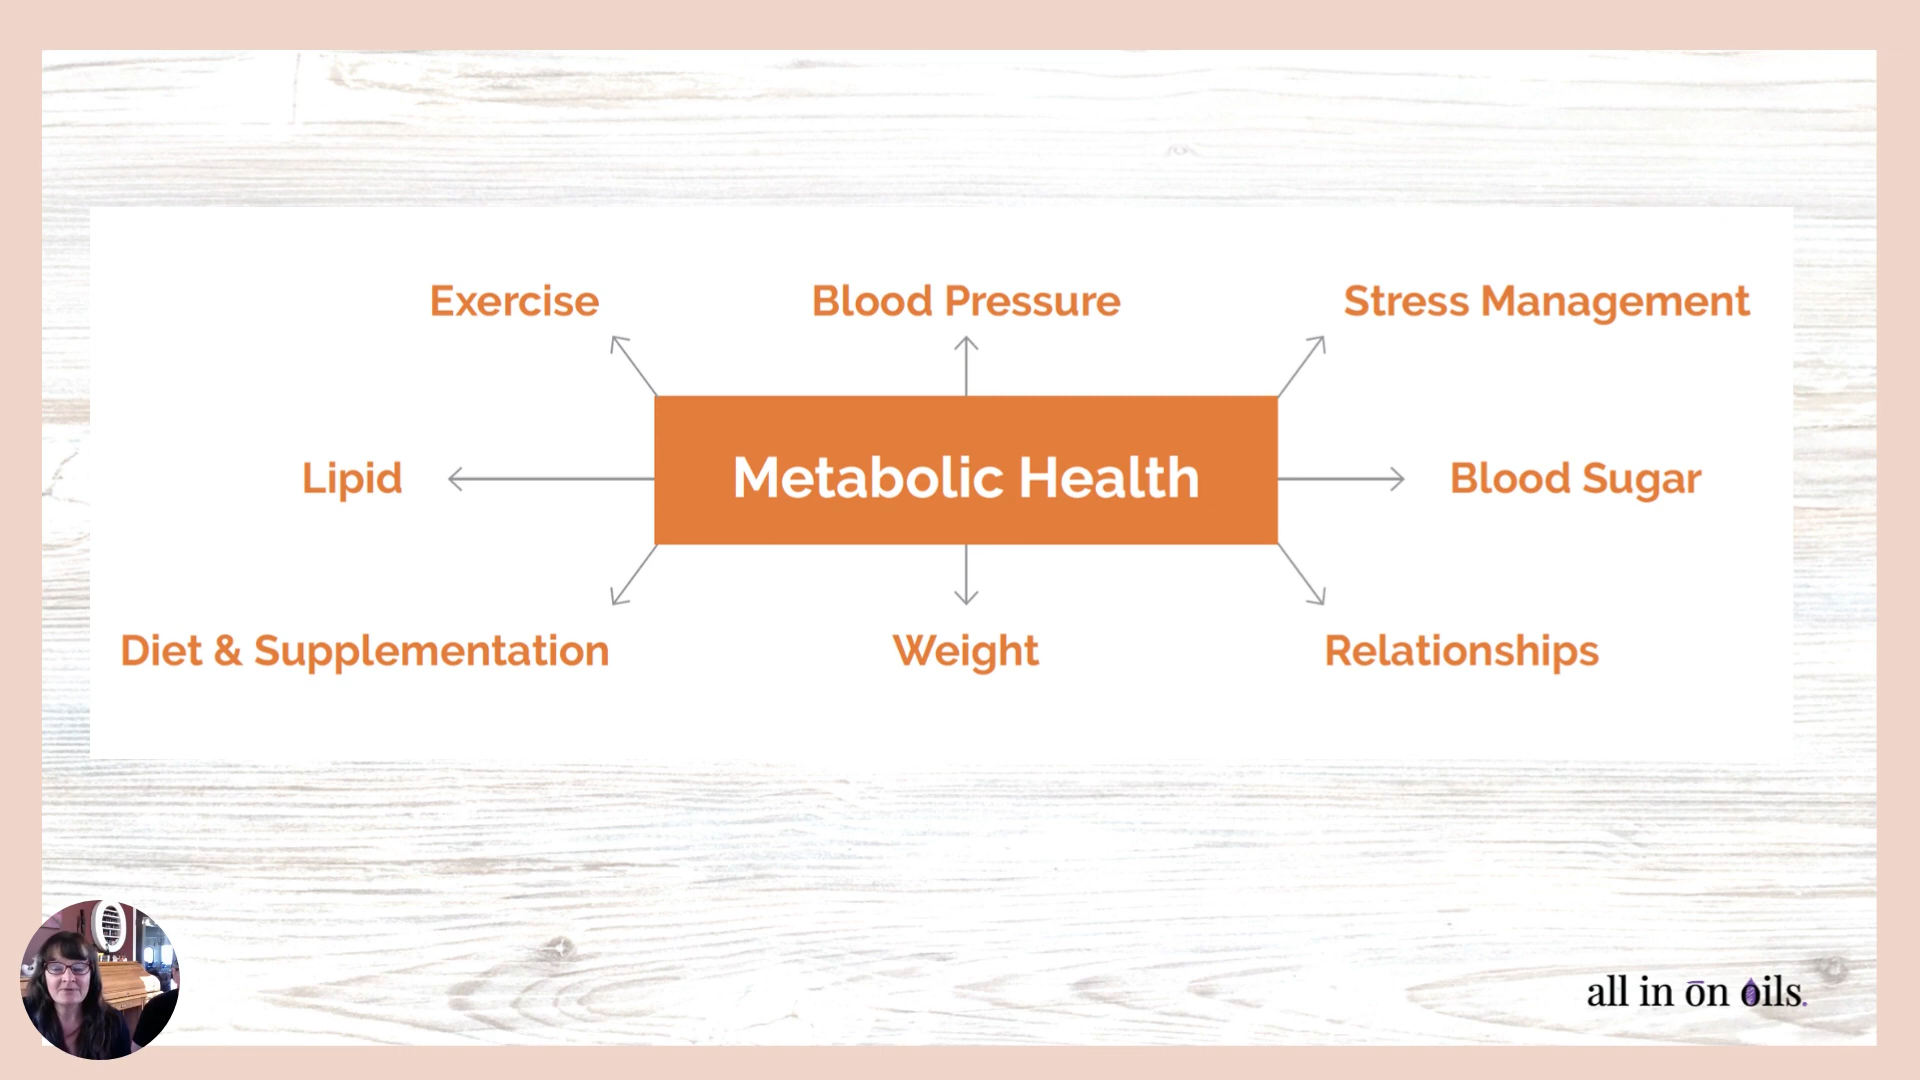 Exercise
Blood Pressure
Stress Management
Lipid
Metabolic Health
Blood Sugar
Diet & Supplementation
Weight
Relationships
all in ōn oils.